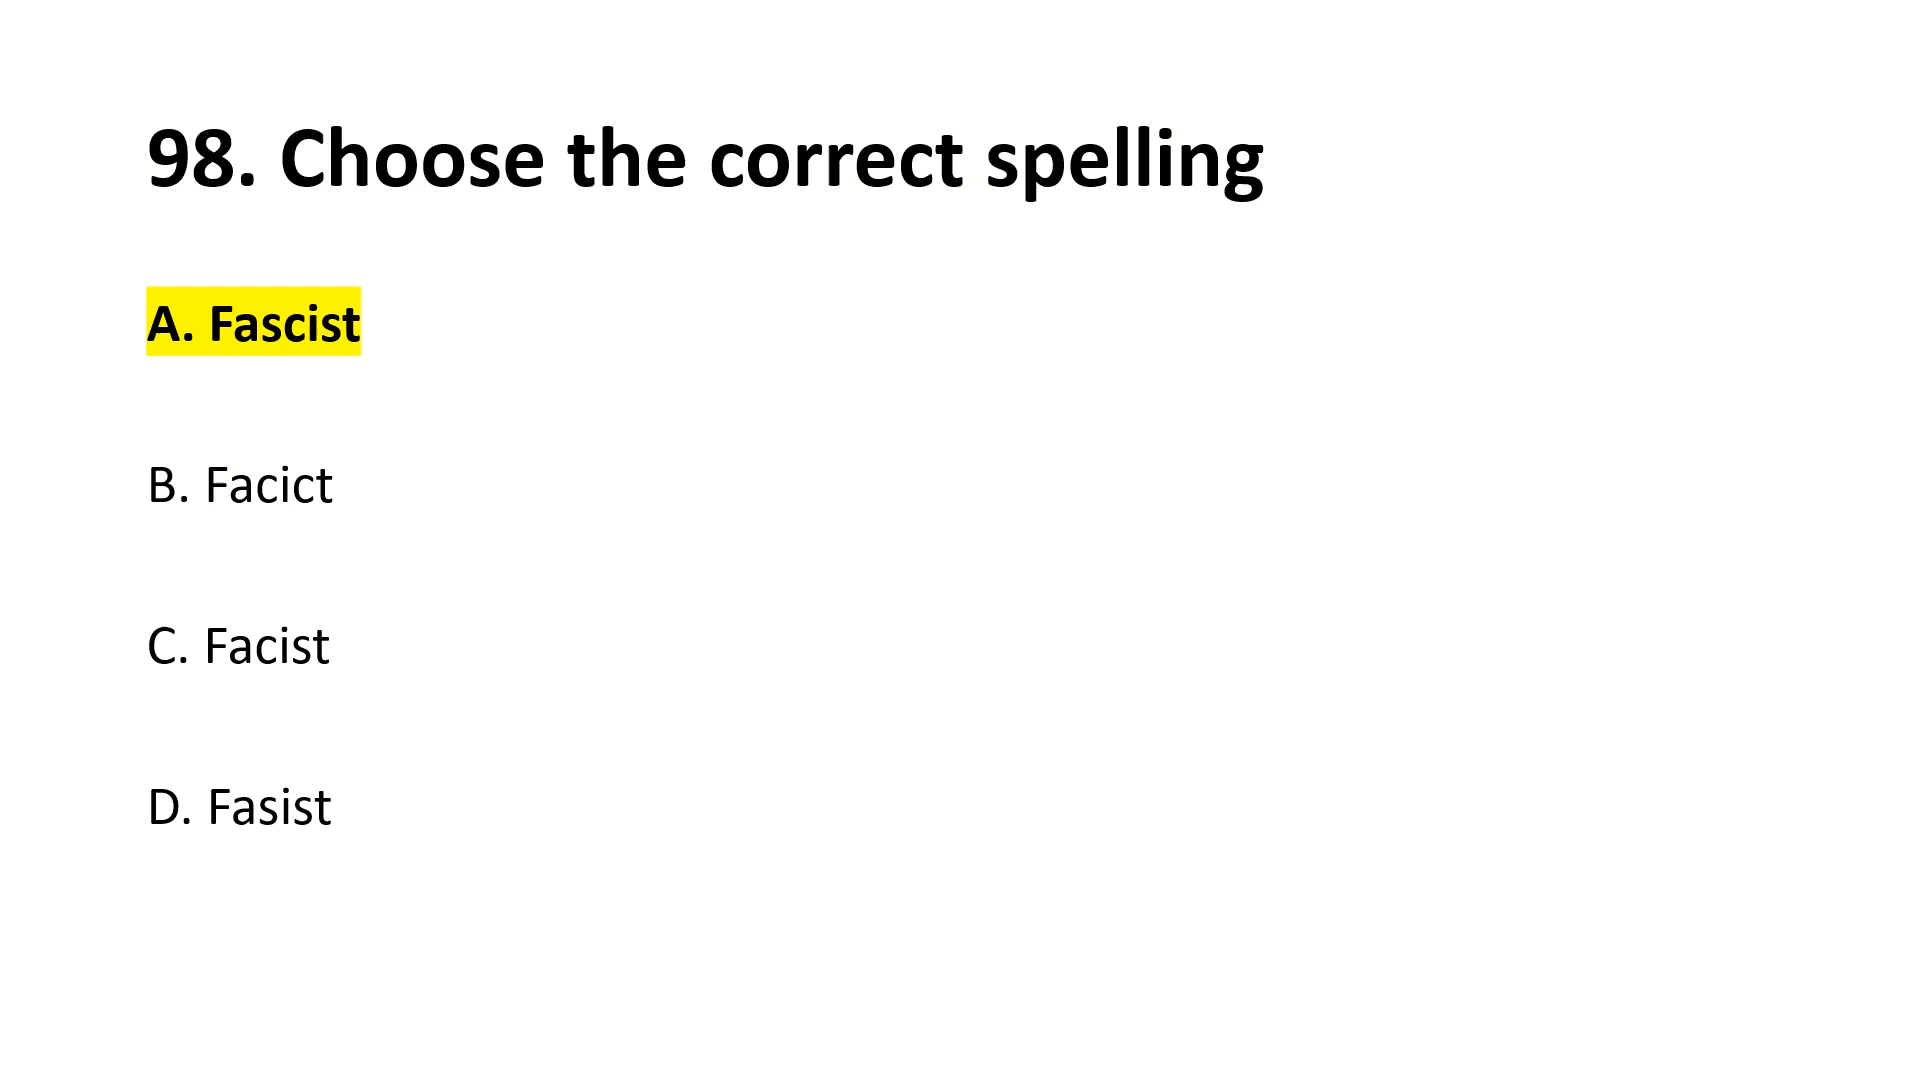 98. Choose the correct spelling
A. Fascist
B. Facict
C. Facist
D. Fasist